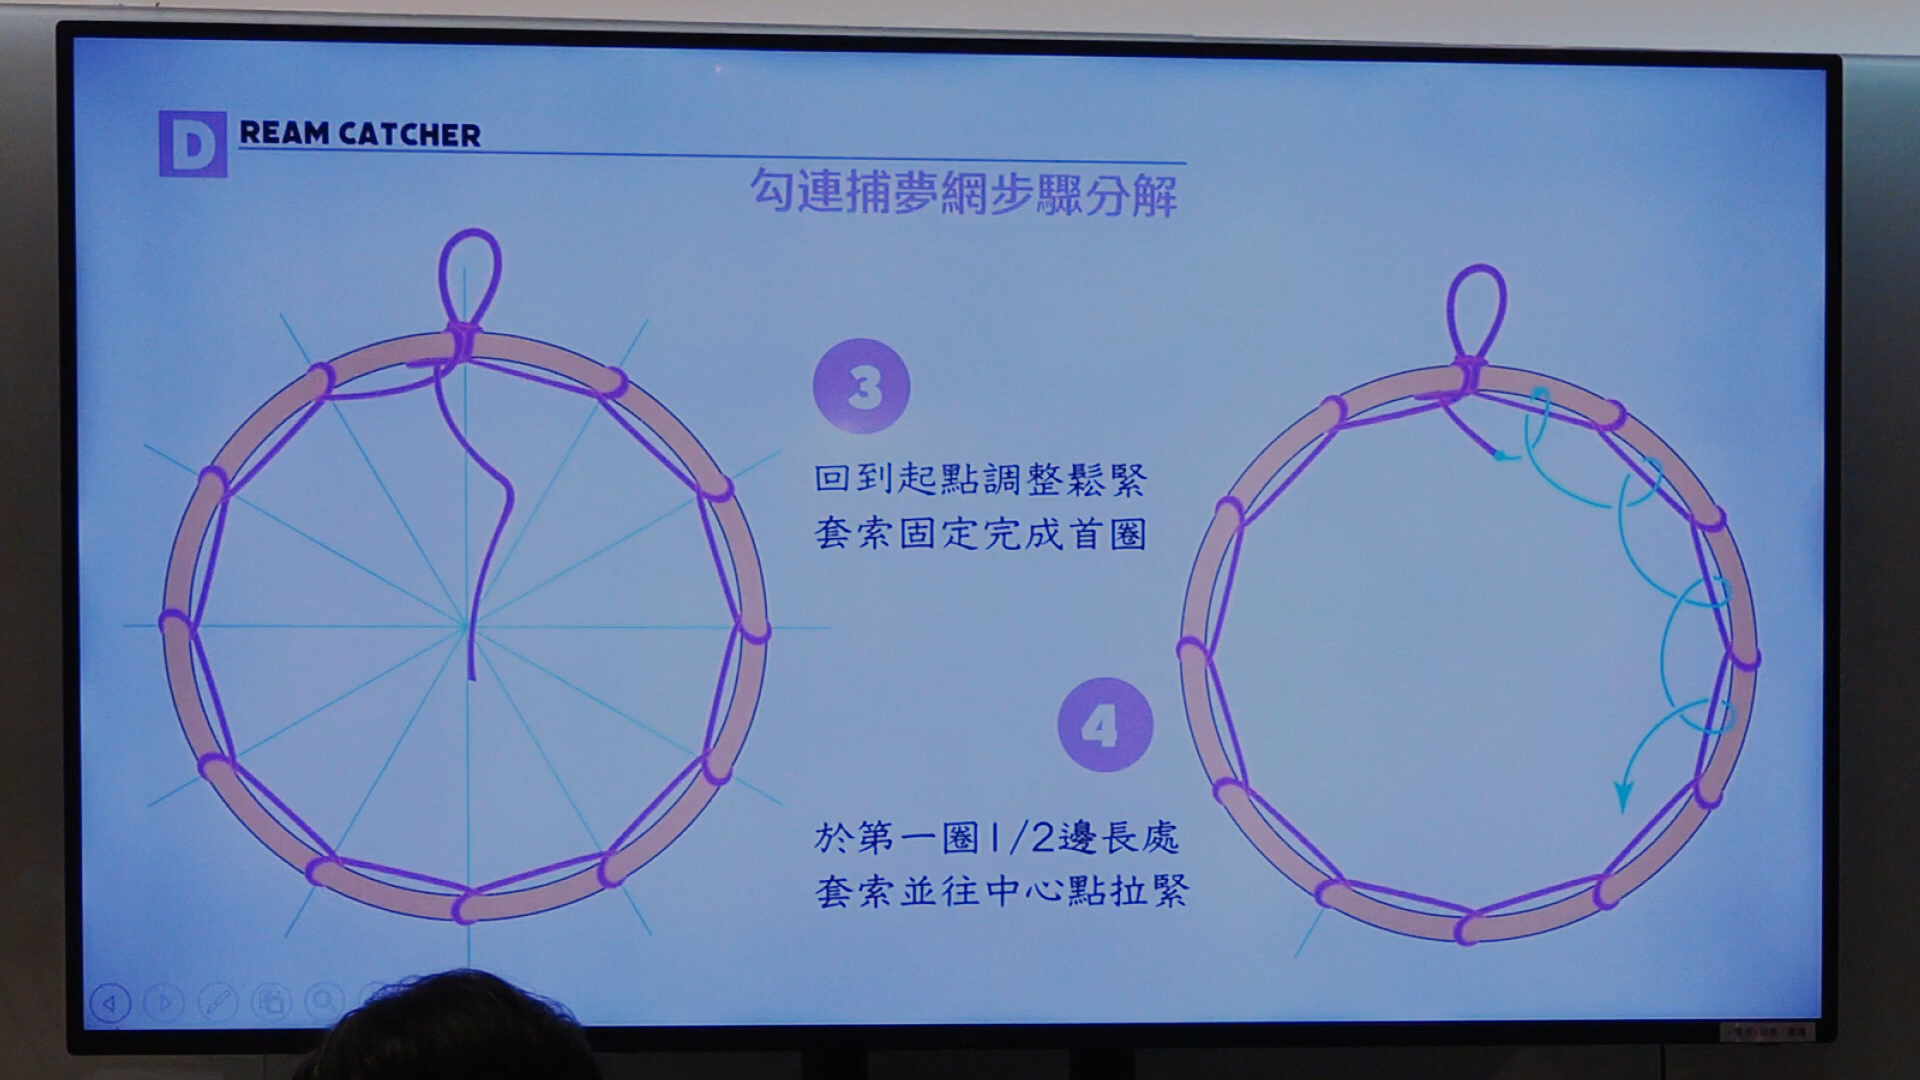 DREAM CATCHER
勾連捕夢網步驟分解
3
回到起點調整鬆緊
套索固定完成首圈
4
於第一圈1/2邊長處
套索並往中心點拉緊